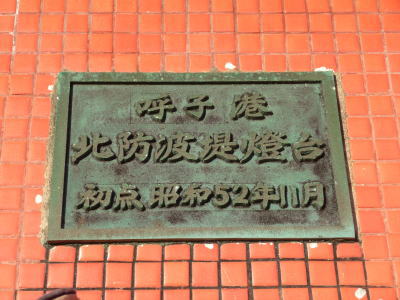 呼子港
北防波堤燈台
初点 昭和52年11月